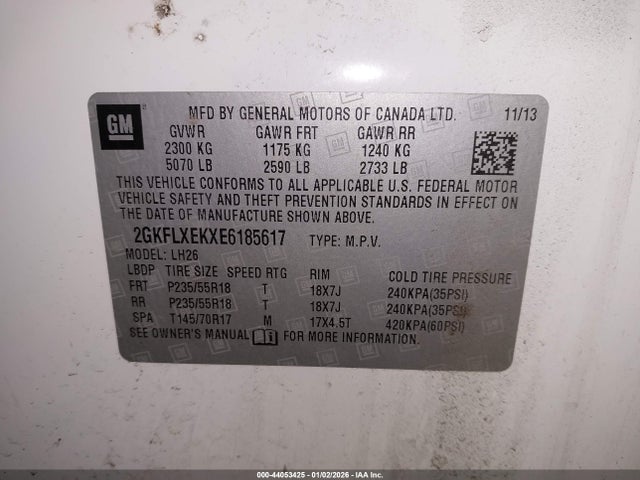 GM
MFD BY GENERAL MOTORS OF CANADA LTD. 11/13
GVWR GAWR FRT GAWR RR
2300 KG 1175 KG 1240 KG
5070 LB 2590 LB 2733 LB
THIS VEHICLE CONFORMS TO ALL APPLICABLE U.S. FEDERAL MOTOR
VEHICLE SAFETY AND THEFT PREVENTION STANDARDS IN EFFECT ON
THE DATE OF MANUFACTURE SHOWN ABOVE.
2GKFLXEKXE6185617 TYPE: M.P.V.
MODEL: LH26
LBDP TIRE SIZE SPEED RTG RIM COLD TIRE PRESSURE
FRT P235/55R18 T 18X7J 240KPA(35PSI)
RR P235/55R18 T 18X7J 240KPA(35PSI)
SPA T145/70R17 M 17X4.5T 420KPA(60PSI)
SEE OWNER'S MANUAL FOR MORE INFORMATION.
000-44053425 - 01/02/2026 - IAA Inc.